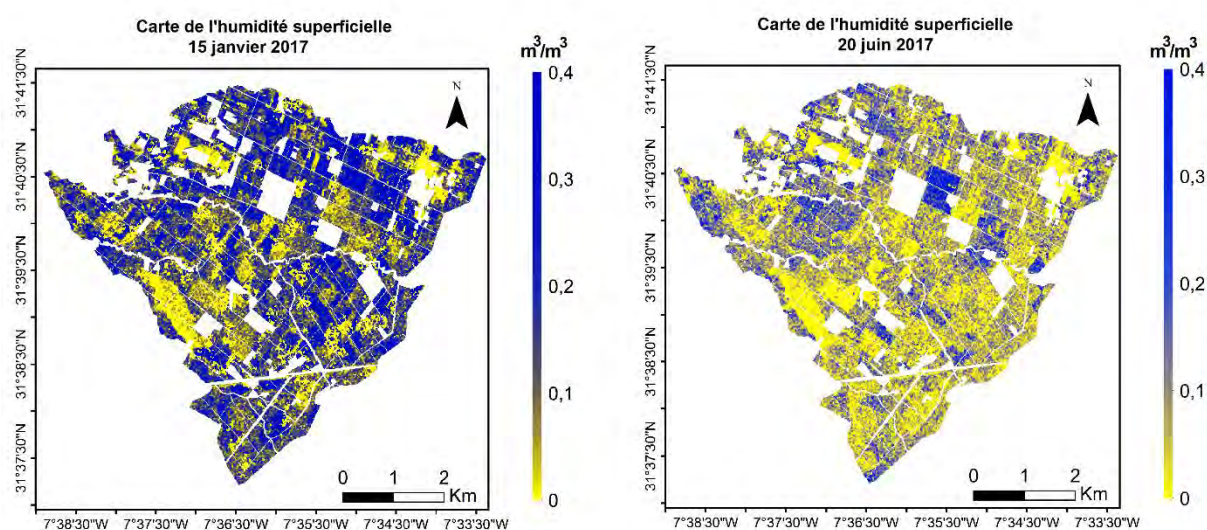 Carte de l'humidité superficielle
15 janvier 2017
m³/m³
0,4
0,3
0,2
0,1
0
N
31°41'30"N
31°40'30"N
31°39'30"N
31°38'30"N
31°37'30"N
0 1 2
Km
7°38'30"W 7°37'30"W 7°36'30"W 7°35'30"W 7°34'30"W 7°33'30"W
Carte de l'humidité superficielle
20 juin 2017
m³/m³
0,4
0,3
0,2
0,1
0
N
31°41'30"N
31°40'30"N
31°39'30"N
31°38'30"N
31°37'30"N
0 1 2
Km
7°38'30"W 7°37'30"W 7°36'30"W 7°35'30"W 7°34'30"W 7°33'30"W